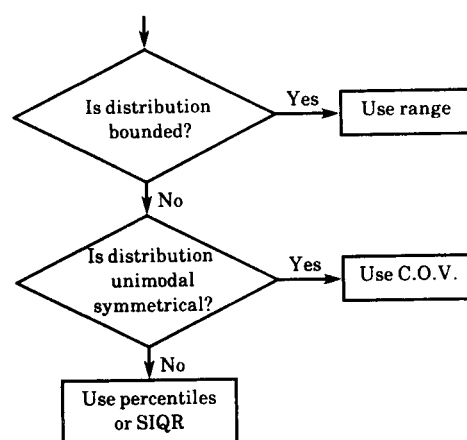 Is distribution
bounded?
Yes
Use range
No
Is distribution
unimodal
symmetrical?
Yes
Use C.O.V.
No
Use percentiles
or SIQR